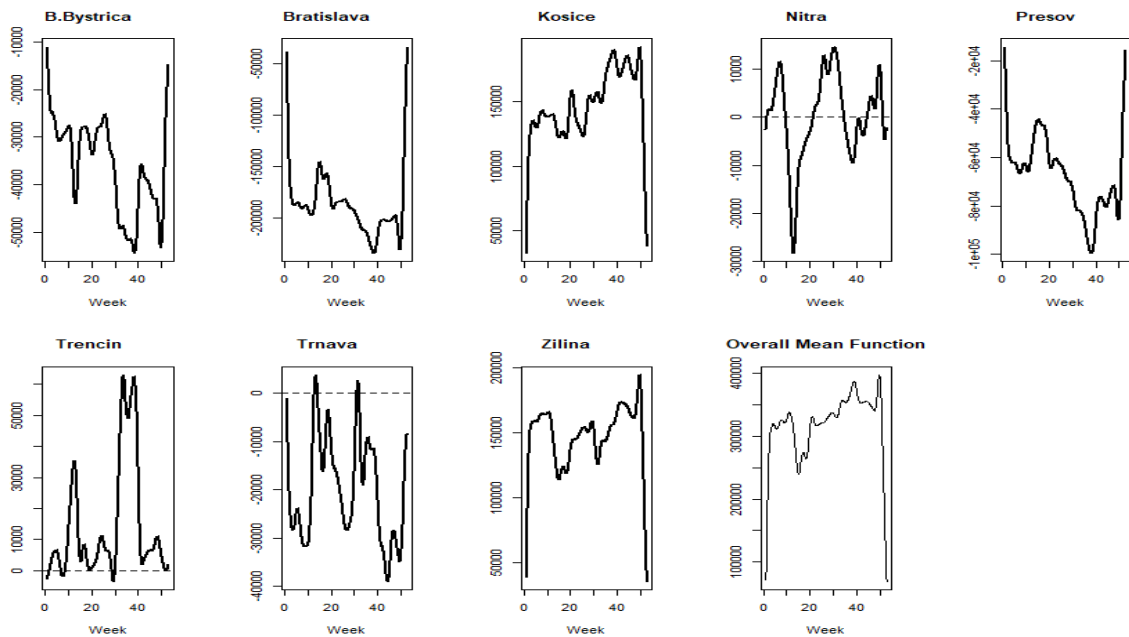 B.Bystrica
Bratislava
Kosice
Nitra
Presov
-10000
-20000
-30000
-40000
-50000
0 20 40
Week
-50000
-100000
-150000
-200000
0 20 40
Week
150000
100000
50000
0 20 40
Week
10000
0
-10000
-20000
-30000
0 20 40
Week
-2e+04
-4e+04
-6e+04
-8e+04
-1e+05
0 20 40
Week
Trencin
Trnava
Zilina
Overall Mean Function
50000
30000
10000
0
0 20 40
Week
0
-10000
-20000
-30000
-40000
0 20 40
Week
200000
150000
100000
50000
0 20 40
Week
400000
300000
200000
100000
0 20 40
Week